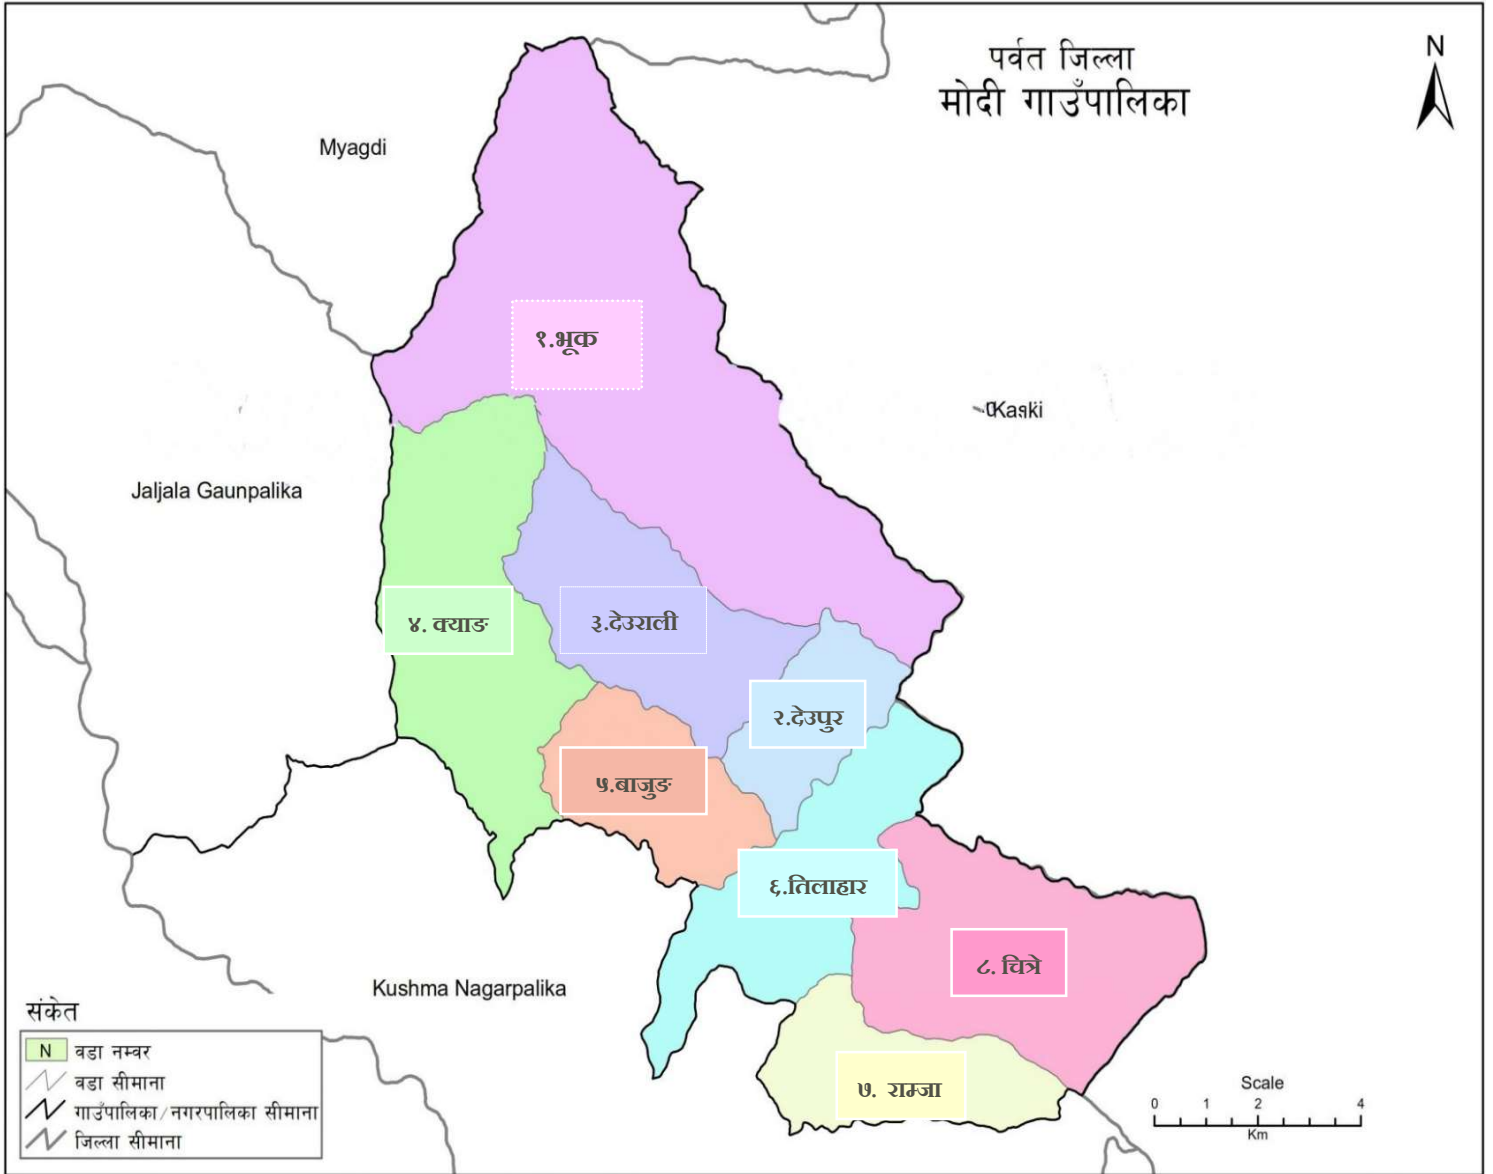 पर्वत जिल्ला
मोदी गाउँपालिका
N
Myagdi
१.भूक
Kaski
Jaljala Gaunpalika
४. क्याङ
३.देउराली
२.देउपुर
५.बाजुङ
६.तिलाहार
८. चित्रे
Kushma Nagarpalika
७. राम्जा
संकेत
N वडा नम्वर
वडा सीमाना
गाउँपालिका/नगरपालिका सीमाना
जिल्ला सीमाना
Scale
0 1 2 4
Km